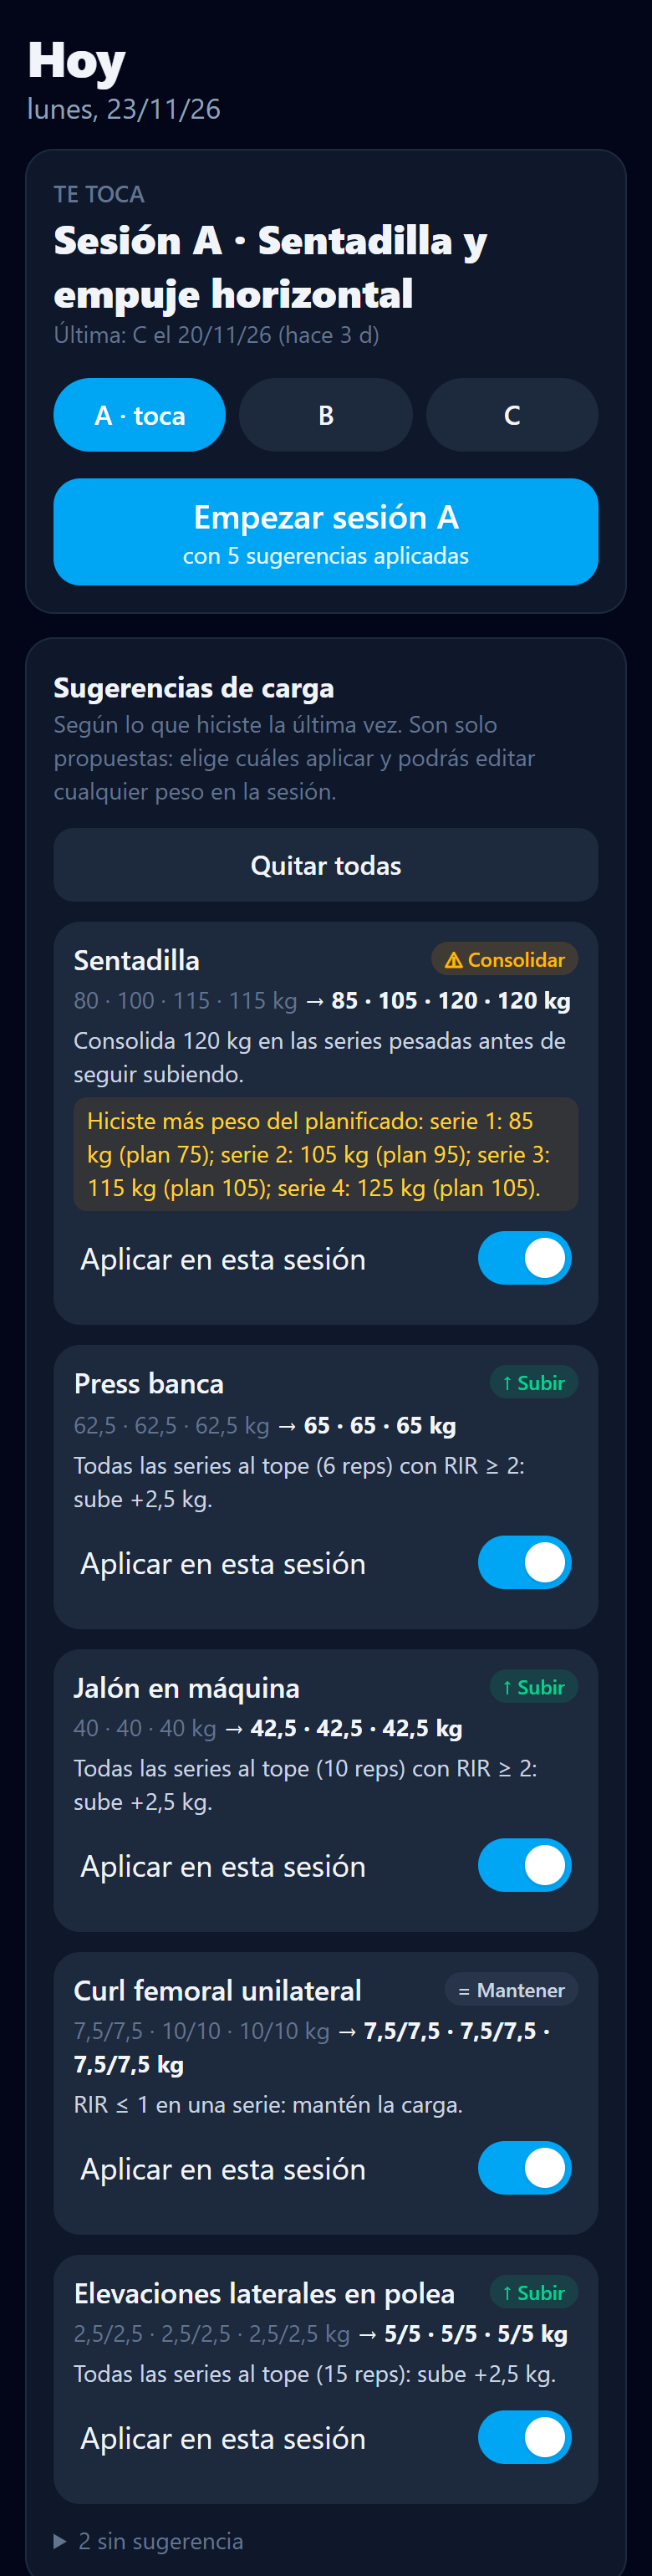 Hoy
lunes, 23/11/26
TE TOCA
Sesión A · Sentadilla y
empuje horizontal
Última: C el 20/11/26 (hace 3 d)
A · toca
B
C
Empezar sesión A
con 5 sugerencias aplicadas
Sugerencias de carga
Según lo que hiciste la última vez. Son solo
propuestas: elige cuáles aplicar y podrás editar
cualquier peso en la sesión.
Quitar todas
Sentadilla
⚠ Consolidar
80 · 100 · 115 · 115 kg → 85 · 105 · 120 · 120 kg
Consolida 120 kg en las series pesadas antes de
seguir subiendo.
Hiciste más peso del planificado: serie 1: 85
kg (plan 75); serie 2: 105 kg (plan 95); serie 3:
115 kg (plan 105); serie 4: 125 kg (plan 105).
Aplicar en esta sesión
Press banca
↑ Subir
62,5 · 62,5 · 62,5 kg → 65 · 65 · 65 kg
Todas las series al tope (6 reps) con RIR ≥ 2:
sube +2,5 kg.
Aplicar en esta sesión
Jalón en máquina
↑ Subir
40 · 40 · 40 kg → 42,5 · 42,5 · 42,5 kg
Todas las series al tope (10 reps) con RIR ≥ 2:
sube +2,5 kg.
Aplicar en esta sesión
Curl femoral unilateral
= Mantener
7,5/7,5 · 10/10 · 10/10 kg → 7,5/7,5 · 7,5/7,5 ·
7,5/7,5 kg
RIR ≤ 1 en una serie: mantén la carga.
Aplicar en esta sesión
Elevaciones laterales en polea
↑ Subir
2,5/2,5 · 2,5/2,5 · 2,5/2,5 kg → 5/5 · 5/5 · 5/5 kg
Todas las series al tope (15 reps): sube +2,5 kg.
Aplicar en esta sesión
▶ 2 sin sugerencia